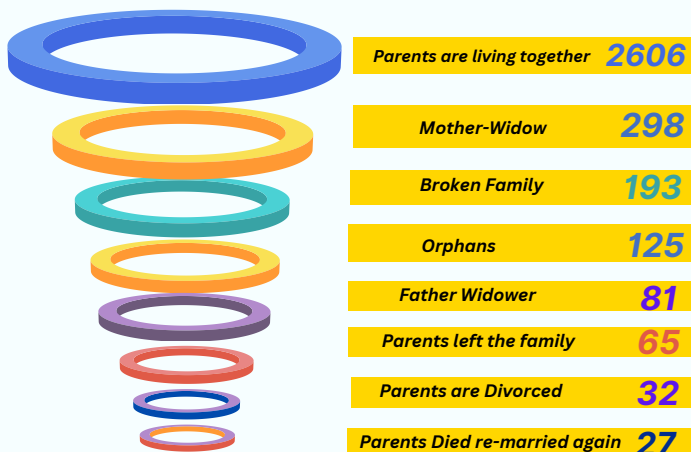 Parents are living together 2606
Mother-Widow 298
Broken Family 193
Orphans 125
Father Widower 81
Parents left the family 65
Parents are Divorced 32
Parents Died re-married again 27